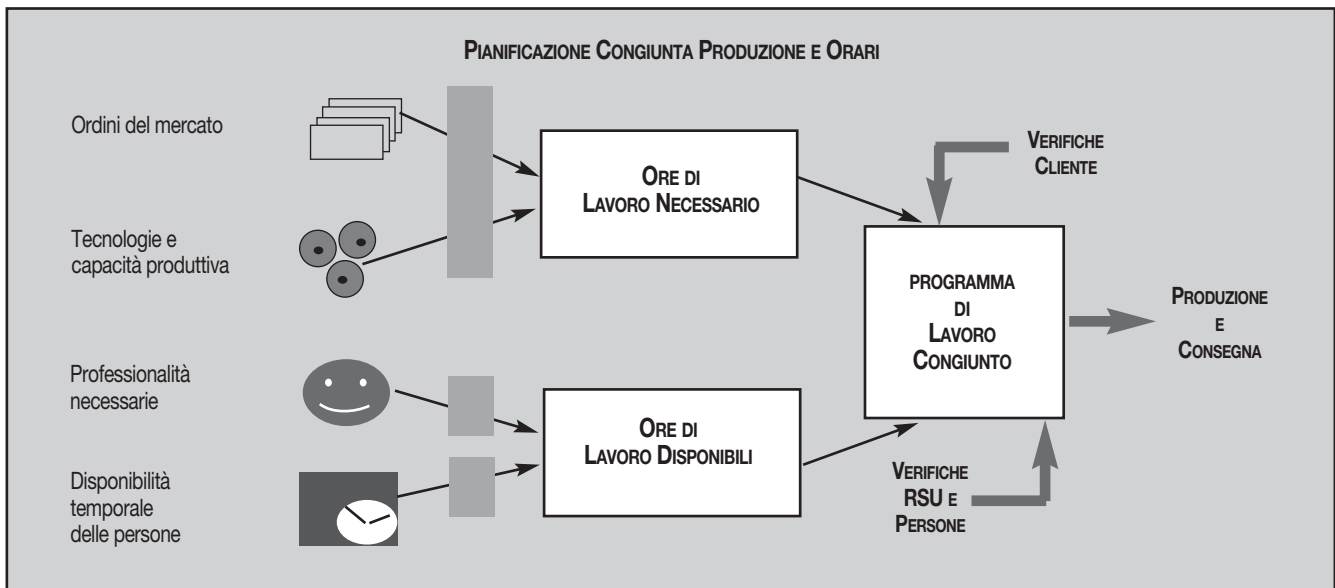 PIANIFICAZIONE CONGIUNTA PRODUZIONE E ORARI
Ordini del mercato
ORE DI
LAVORO NECESSARIO
VERIFICHE
CLIENTE
Tecnologie e
capacità produttiva
PROGRAMMA
DI
LAVORO
CONGIUNTO
PRODUZIONE
E
CONSEGNA
Professionalità
necessarie
ORE DI
LAVORO DISPONIBILI
Disponibilità
temporale
delle persone
VERIFICHE
RSU E
PERSONE